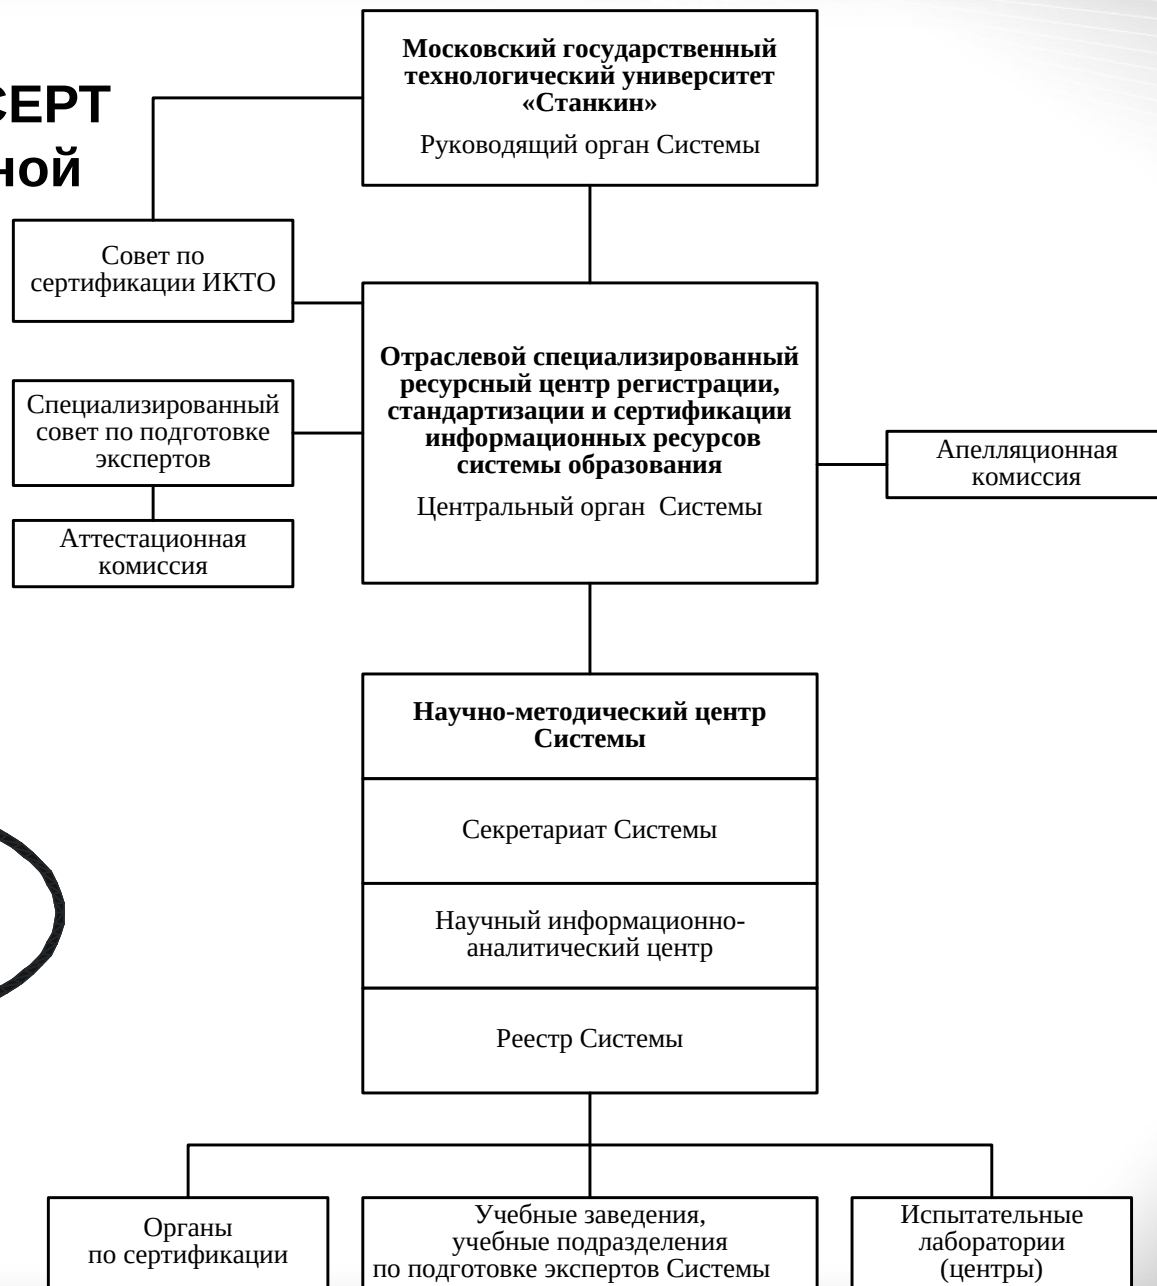 Московский государственный
технологический университет
«Станкин»
Руководящий орган Системы
СЕРТ
ной
Совет по
сертификации ИКТО
Отраслевой специализированный
ресурсный центр регистрации,
стандартизации и сертификации
информационных ресурсов
системы образования
Центральный орган Системы
Специализированный
совет по подготовке
экспертов
Апелляционная
комиссия
Аттестационная
комиссия
Научно-методический центр
Системы
Секретариат Системы
Научный информационно-
аналитический центр
Реестр Системы
Органы
по сертификации
Учебные заведения,
учебные подразделения
по подготовке экспертов Системы
Испытательные
лаборатории
(центры)